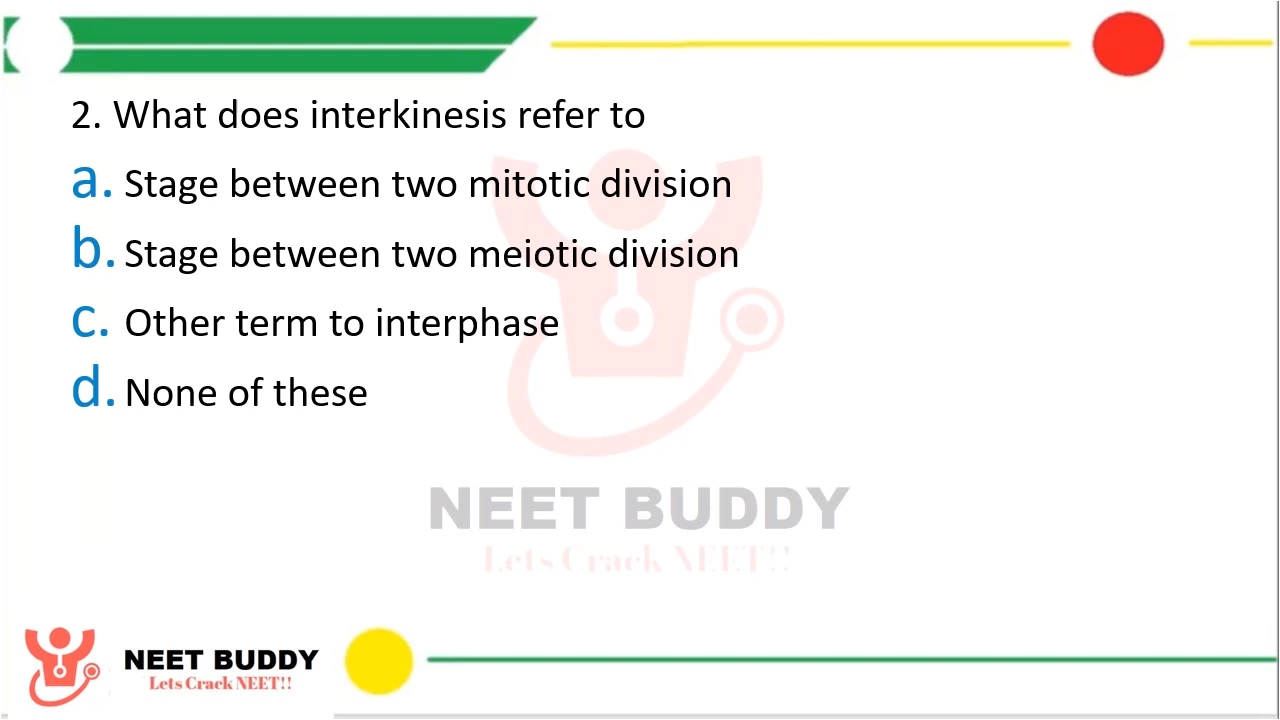 2. What does interkinesis refer to
a. Stage between two mitotic division
b. Stage between two meiotic division
c. Other term to interphase
d. None of these
NEET BUDDY
Lets Crack NEET!!
NEET BUDDY
Lets Crack NEET!!